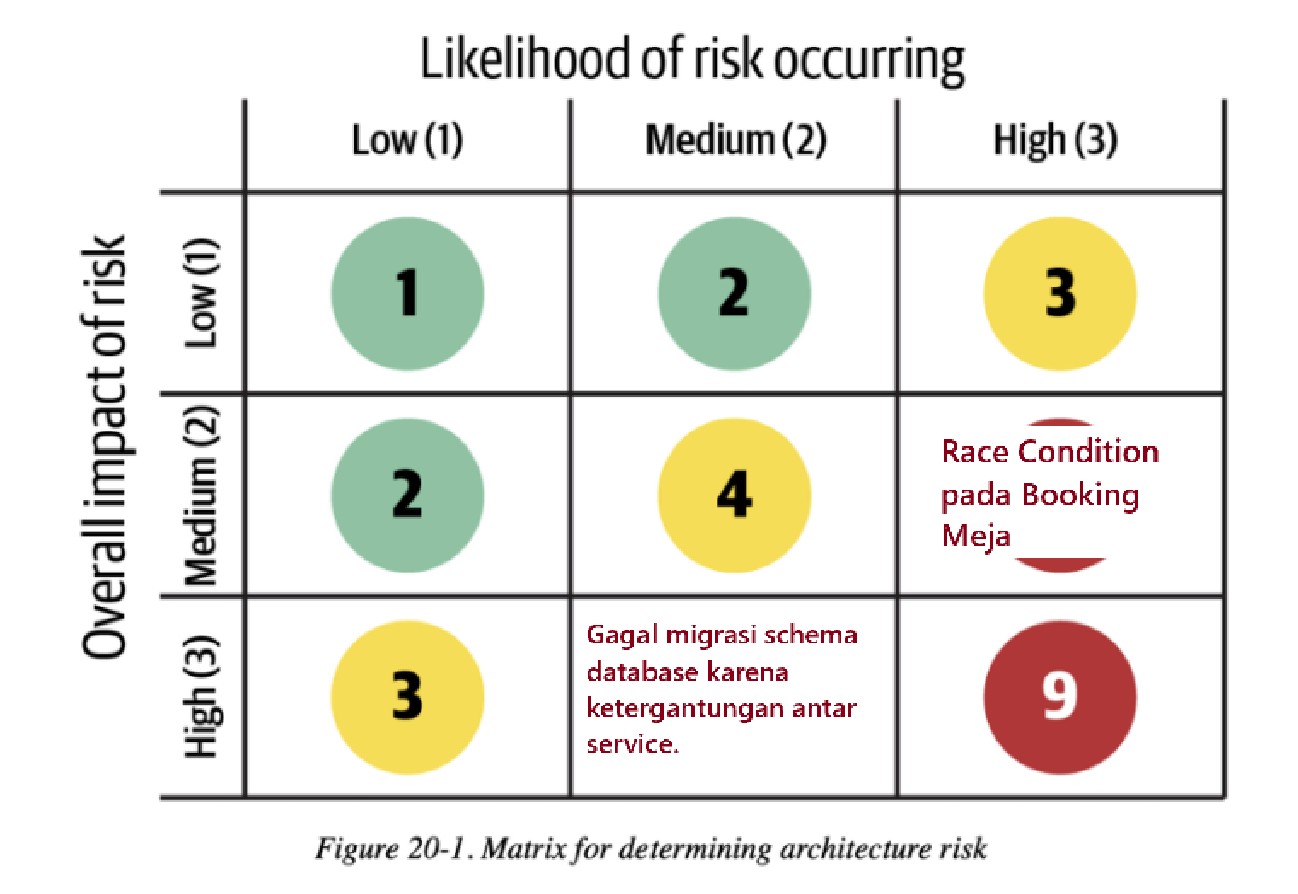 Likelihood of risk occurring
Low (1)
Medium (2)
High (3)
Overall impact of risk
Low (1)
1
2
3
Medium (2)
2
4
Race Condition
pada Booking
Meja
High (3)
3
Gagal migrasi schema
database karena
ketergantungan antar
service.
9
Figure 20-1. Matrix for determining architecture risk